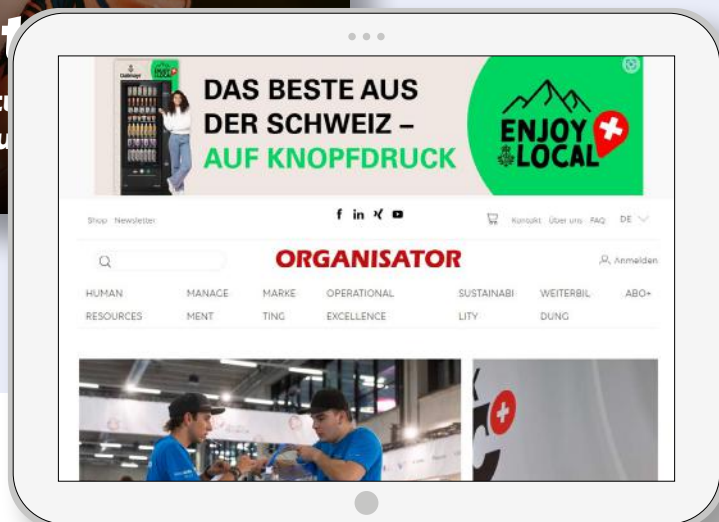 DAS BESTE AUS
DER SCHWEIZ –
AUF KNOPFDRUCK
ENJOY
LOCAL
Shop Newsletter
Kontakt Über uns FAQ DE
ORGANISATOR
Anmelden
HUMAN RESOURCES
MANAGE MENT
MARKE TING
OPERATIONAL EXCELLENCE
SUSTAINABI LITY
WEITERBIL DUNG
ABO+